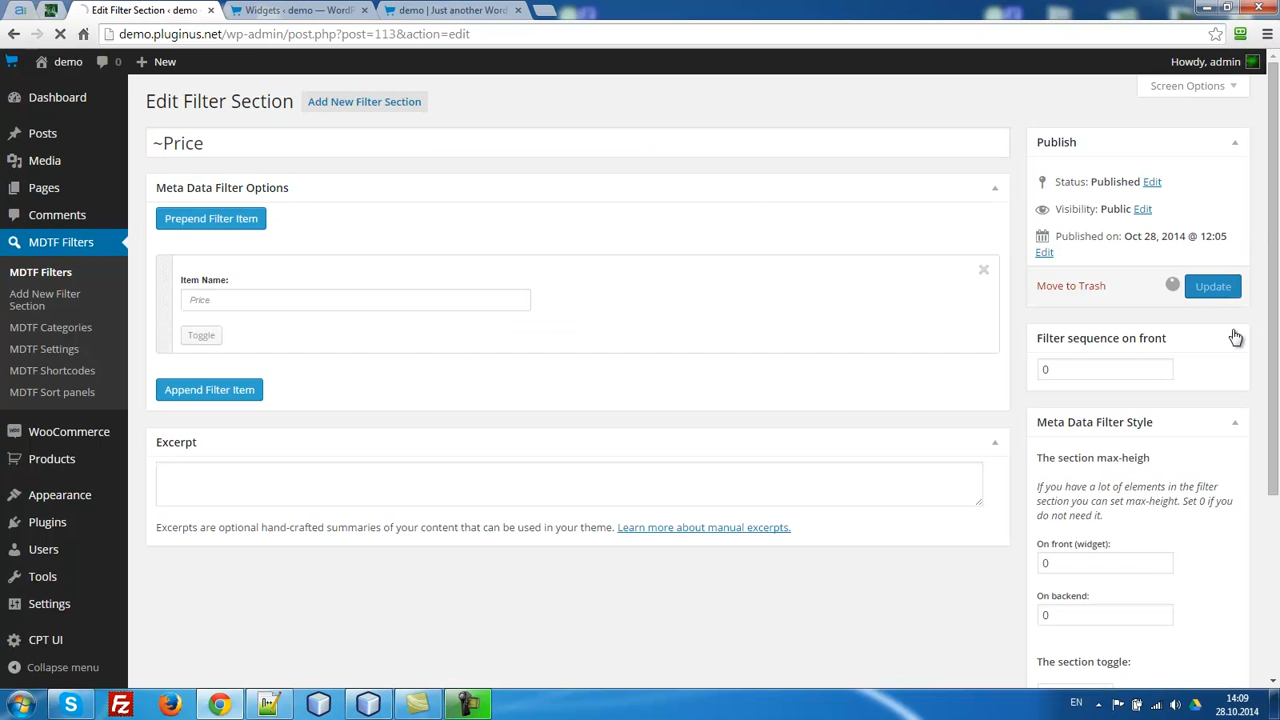 Edit Filter Section ‹ demo
Widgets ‹ demo — WordP
demo | Just another Word
demo.pluginus.net/wp-admin/post.php?post=113&action=edit
demo
0
New
Howdy, admin
Dashboard
Posts
Media
Pages
Comments
MDTF Filters
MDTF Filters
Add New Filter
Section
MDTF Categories
MDTF Settings
MDTF Shortcodes
MDTF Sort panels
WooCommerce
Products
Appearance
Plugins
Users
Tools
Settings
CPT UI
Collapse menu
Screen Options
Edit Filter Section
Add New Filter Section
~Price
Meta Data Filter Options
Prepend Filter Item
Item Name:
Price
Toggle
Append Filter Item
Excerpt
Excerpts are optional hand-crafted summaries of your content that can be used in your theme. Learn more about manual excerpts.
Publish
Status: Published Edit
Visibility: Public Edit
Published on: Oct 28, 2014 @ 12:05
Edit
Move to Trash
Update
Filter sequence on front
0
Meta Data Filter Style
The section max-heigh
If you have a lot of elements in the filter
section you can set max-height. Set 0 if you
do not need it.
On front (widget):
0
On backend:
0
The section toggle:
EN
14:09
28.10.2014